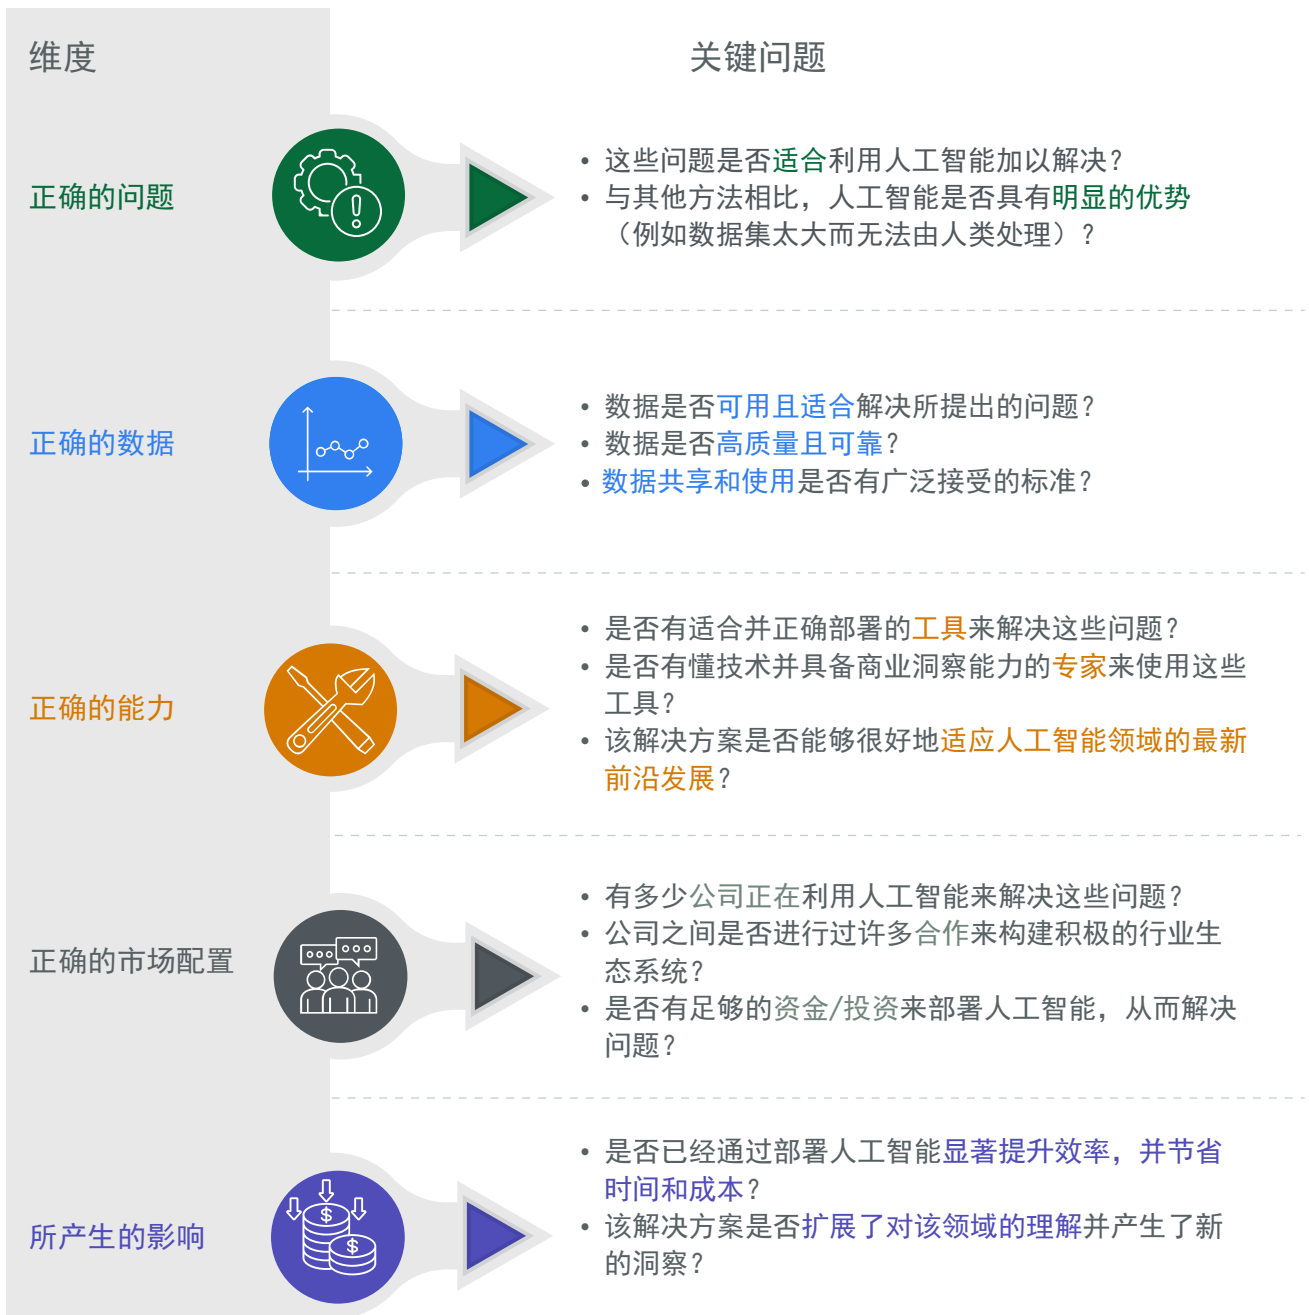 维度
关键问题
正确的问题
• 这些问题是否适合利用人工智能加以解决？
• 与其他方法相比，人工智能是否具有明显的优势
（例如数据集太大而无法由人类处理）？
正确的数据
• 数据是否可用且适合解决所提出的问题？
• 数据是否高质量且可靠？
• 数据共享和使用是否有广泛接受的标准？
正确的能力
• 是否有适合并正确部署的工具来解决这些问题？
• 是否有懂技术并具备商业洞察能力的专家来使用这些
工具？
• 该解决方案是否能够很好地适应人工智能领域的最新
前沿发展？
正确的市场配置
• 有多少公司正在利用人工智能来解决这些问题？
• 公司之间是否进行过许多合作来构建积极的行业生
态系统？
• 是否有足够的资金/投资来部署人工智能，从而解决
问题？
所产生的影响
• 是否已经通过部署人工智能显著提升效率，并节省
时间和成本？
• 该解决方案是否扩展了对该领域的理解并产生了新
的洞察？